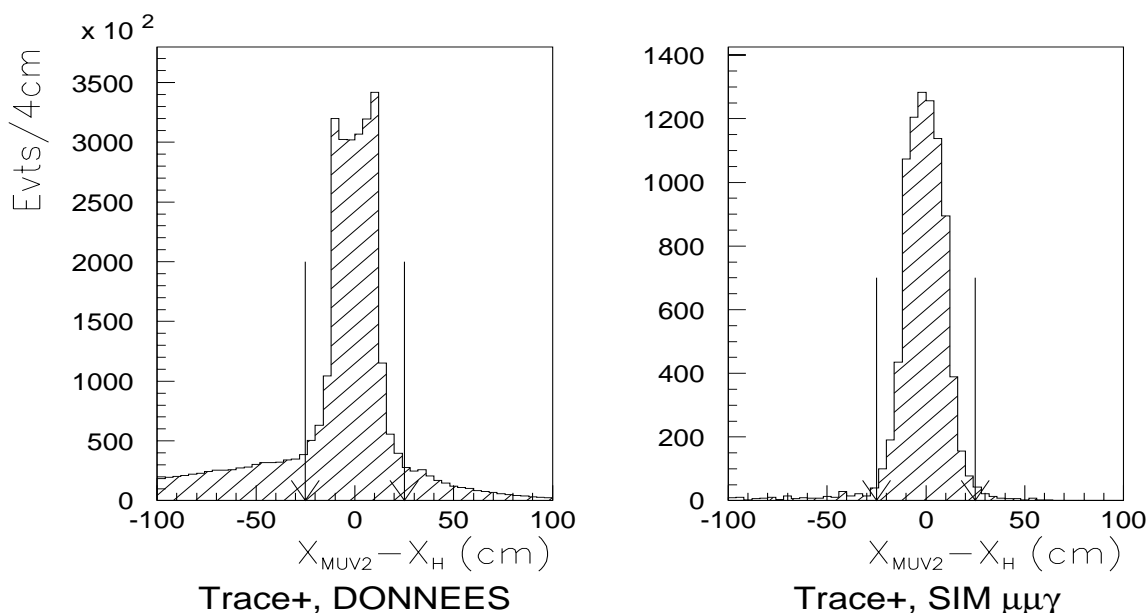 x 10 2
Evts/4cm
3500
3000
2500
2000
1500
1000
500
0
-100 -50 0 50 100
X_MUV2–X_H (cm)
Trace+, DONNEES
1400
1200
1000
800
600
400
200
0
-100 -50 0 50 100
X_MUV2–X_H (cm)
Trace+, SIM μμγ